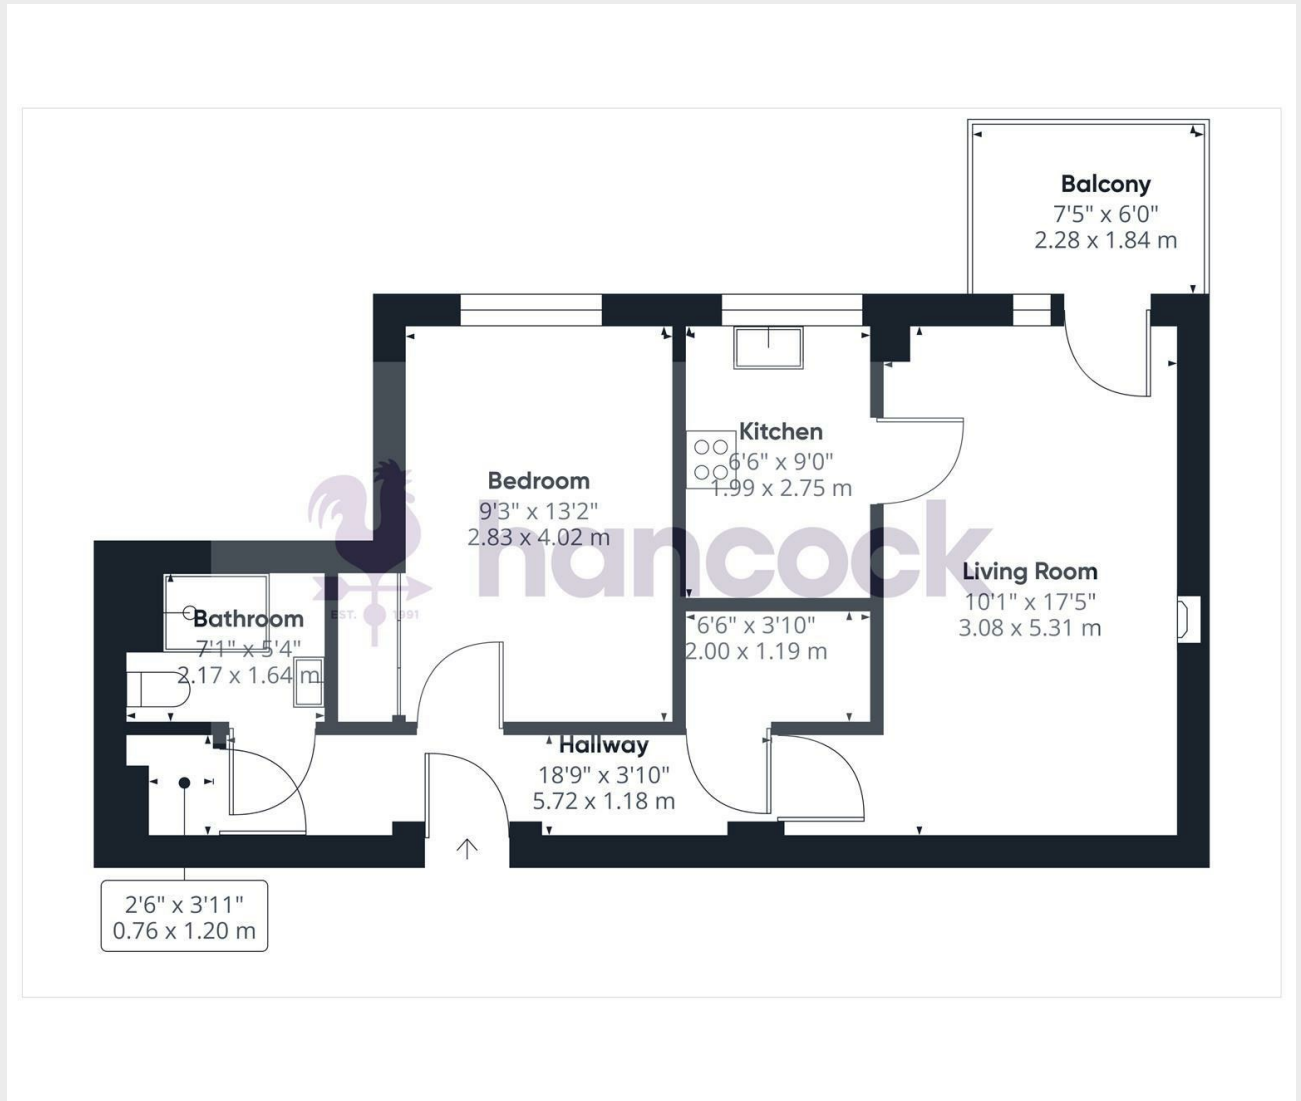 Balcony
7'5" x 6'0"
2.28 x 1.84 m
Kitchen
6'6" x 9'0"
1.99 x 2.75 m
Bedroom
9'3" x 13'2"
2.83 x 4.02 m
hancock
EST. 1991
Living Room
10'1" x 17'5"
3.08 x 5.31 m
Bathroom
7'1" x 5'4"
2.17 x 1.64 m
6'6" x 3'10"
2.00 x 1.19 m
Hallway
18'9" x 3'10"
5.72 x 1.18 m
2'6" x 3'11"
0.76 x 1.20 m